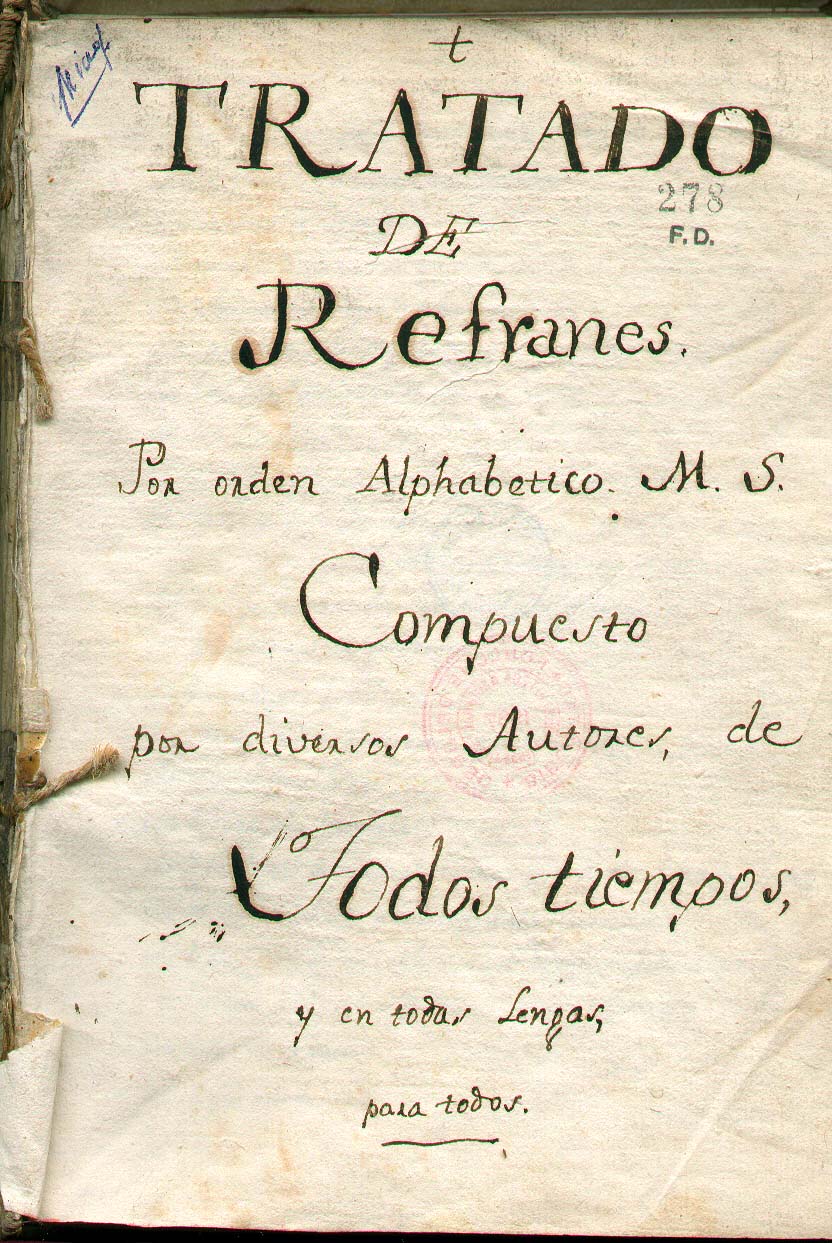 t
TRATADO
278
F.D.
DE
Refranes.
Por orden Alphabetico. M. S.
Compuesto
por diversos Autores, de
Todos tiempos,
y en todas Lengas,
para todos.